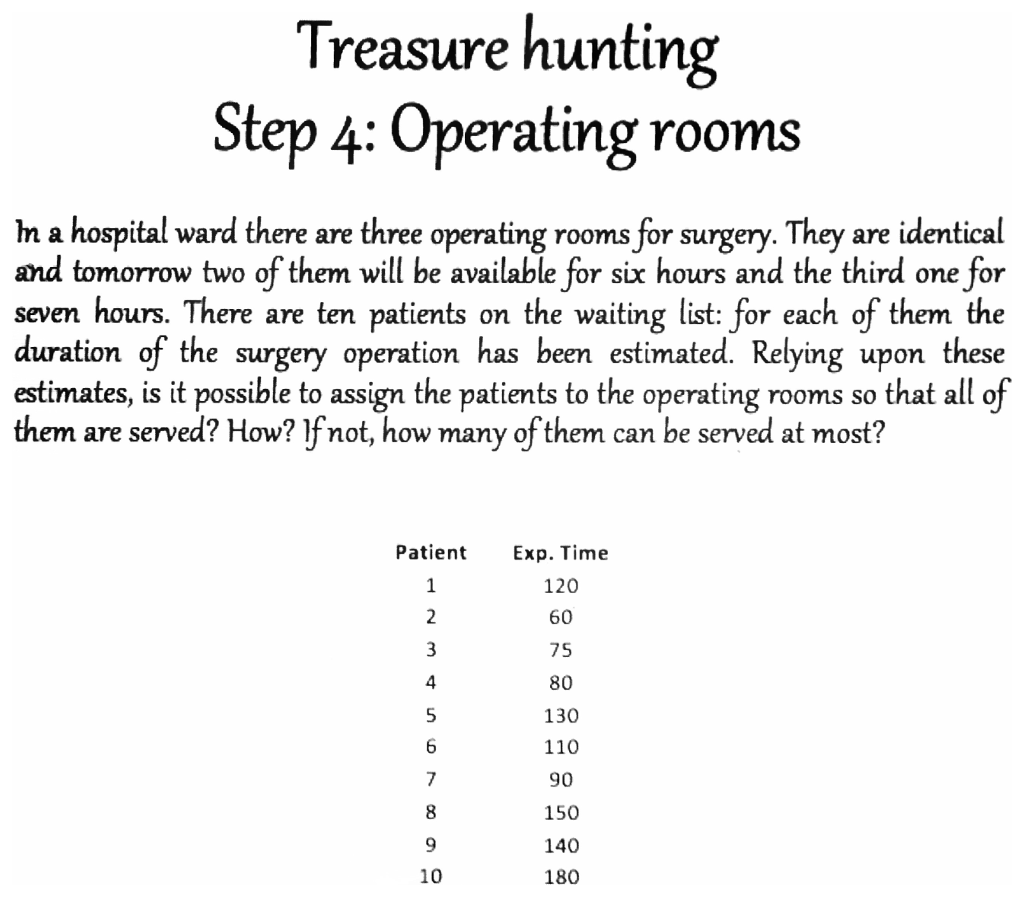 Treasure hunting
Step 4: Operating rooms
In a hospital ward there are three operating rooms for surgery. They are identical
and tomorrow two of them will be available for six hours and the third one for
seven hours. There are ten patients on the waiting list: for each of them the
duration of the surgery operation has been estimated. Relying upon these
estimates, is it possible to assign the patients to the operating rooms so that all of
them are served? How? If not, how many of them can be served at most?
Patient Exp. Time
1 120
2 60
3 75
4 80
5 130
6 110
7 90
8 150
9 140
10 180